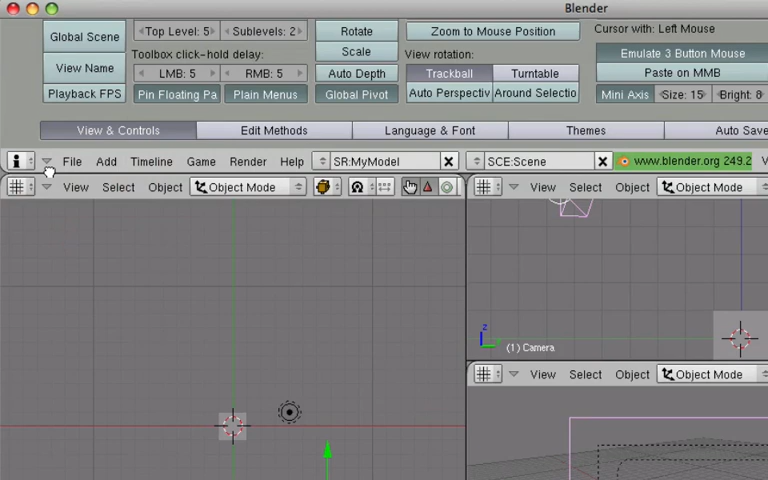 Blender
Global Scene
View Name
Playback FPS
Top Level: 5
Sublevels: 2
Toolbox click-hold delay:
LMB: 5
RMB: 5
Pin Floating Pa
Plain Menus
Rotate
Scale
Auto Depth
Global Pivot
Zoom to Mouse Position
View rotation:
Trackball
Turntable
Auto Perspectiv
Around Selectio
Cursor with: Left Mouse
Emulate 3 Button Mouse
Paste on MMB
Mini Axis
Size: 15
Bright: 8
View & Controls
Edit Methods
Language & Font
Themes
Auto Save
File
Add
Timeline
Game
Render
Help
SR:MyModel
SCE:Scene
www.blender.org 249.2
View
Select
Object
Object Mode
View
Select
Object
Object Mode
z
(1) Camera
View
Select
Object
Object Mode